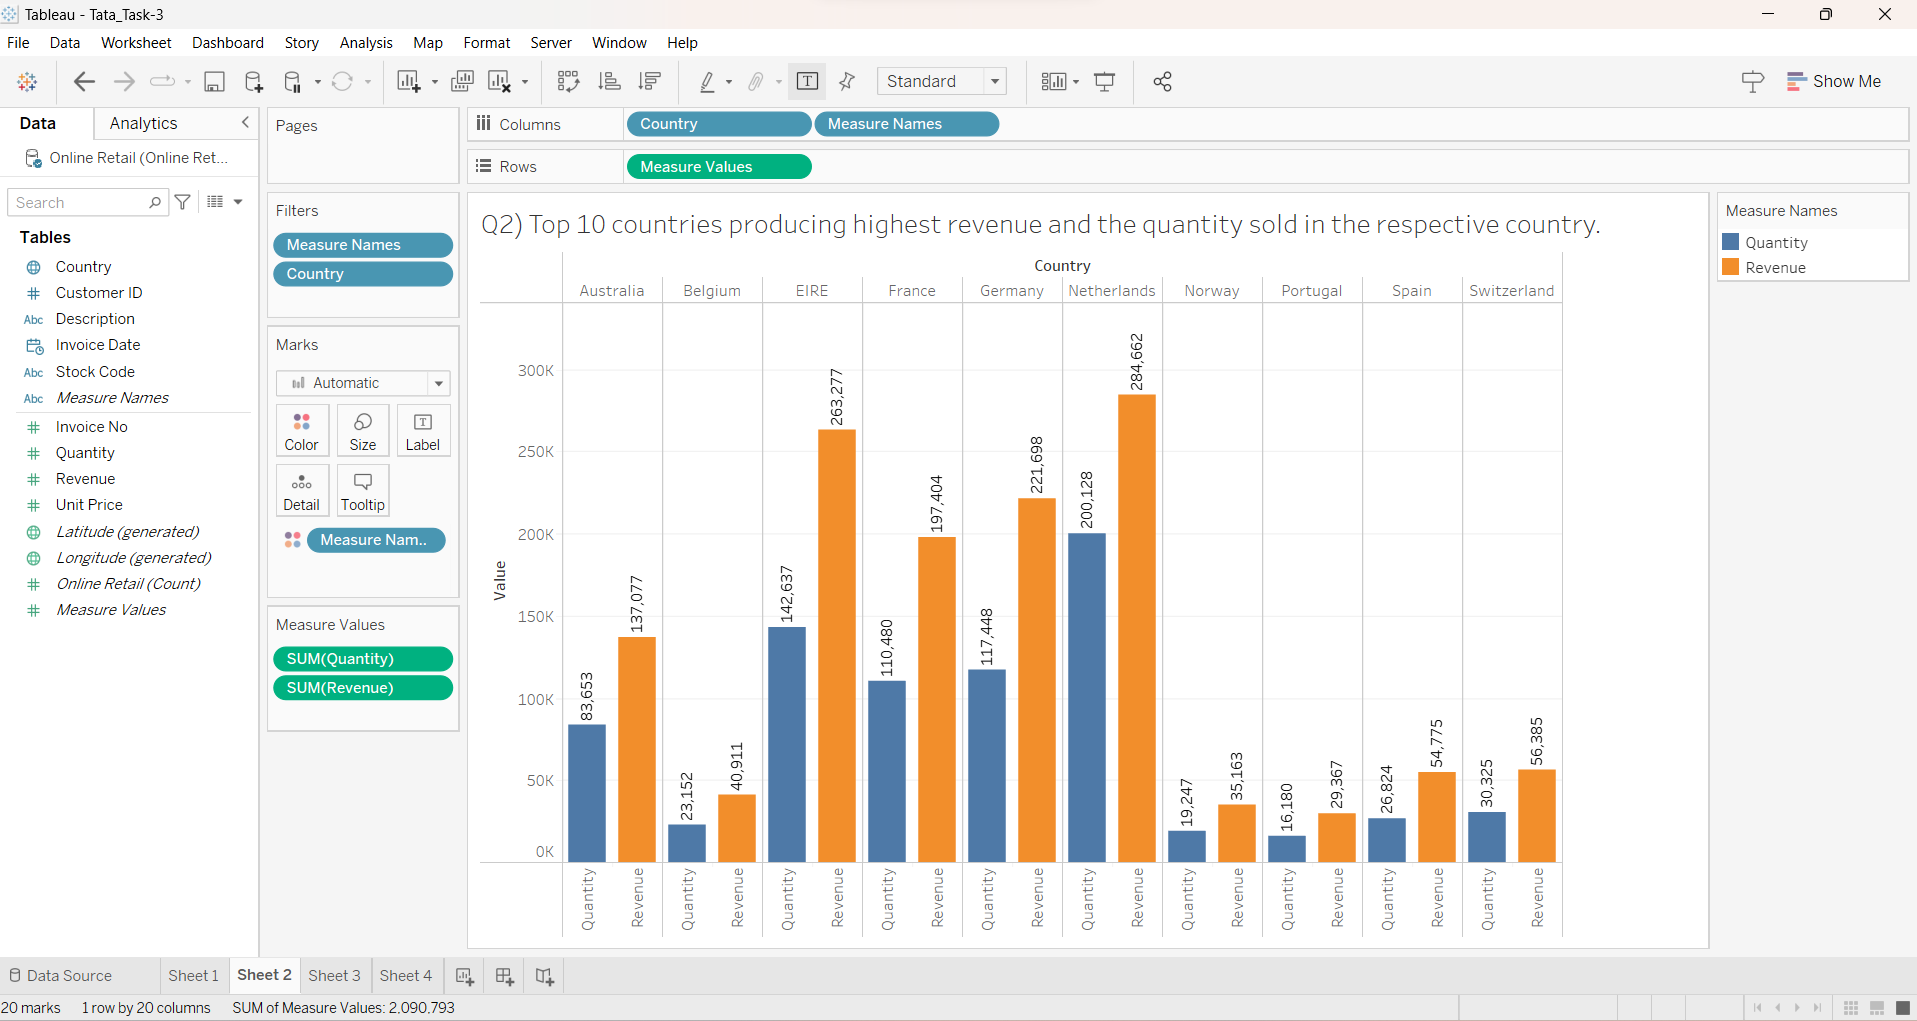 Tableau - Tata_Task-3
File Data Worksheet Dashboard Story Analysis Map Format Server Window Help
Standard
Show Me
Data Analytics
Online Retail (Online Ret...
Search
Tables
Country
Customer ID
Abc Description
Invoice Date
Abc Stock Code
Abc Measure Names
Invoice No
Quantity
Revenue
Unit Price
Latitude (generated)
Longitude (generated)
Online Retail (Count)
Measure Values
Pages
Filters
Measure Names
Country
Marks
Automatic
Color Size Label
Detail Tooltip
Measure Nam..
Measure Values
SUM(Quantity)
SUM(Revenue)
Columns Country Measure Names
Rows Measure Values
Q2) Top 10 countries producing highest revenue and the quantity sold in the respective country.
Country
Australia Belgium EIRE France Germany Netherlands Norway Portugal Spain Switzerland
Value
300K
250K
200K
150K
100K
50K
0K
83,653 137,077 23,152 40,911 142,637 263,277 110,480 197,404 117,448 221,698 200,128 284,662 19,247 35,163 16,180 29,367 26,824 54,775 30,325 56,385
Quantity Revenue Quantity Revenue Quantity Revenue Quantity Revenue Quantity Revenue Quantity Revenue Quantity Revenue Quantity Revenue Quantity Revenue Quantity Revenue
Measure Names
Quantity
Revenue
Data Source Sheet 1 Sheet 2 Sheet 3 Sheet 4
20 marks 1 row by 20 columns SUM of Measure Values: 2,090,793